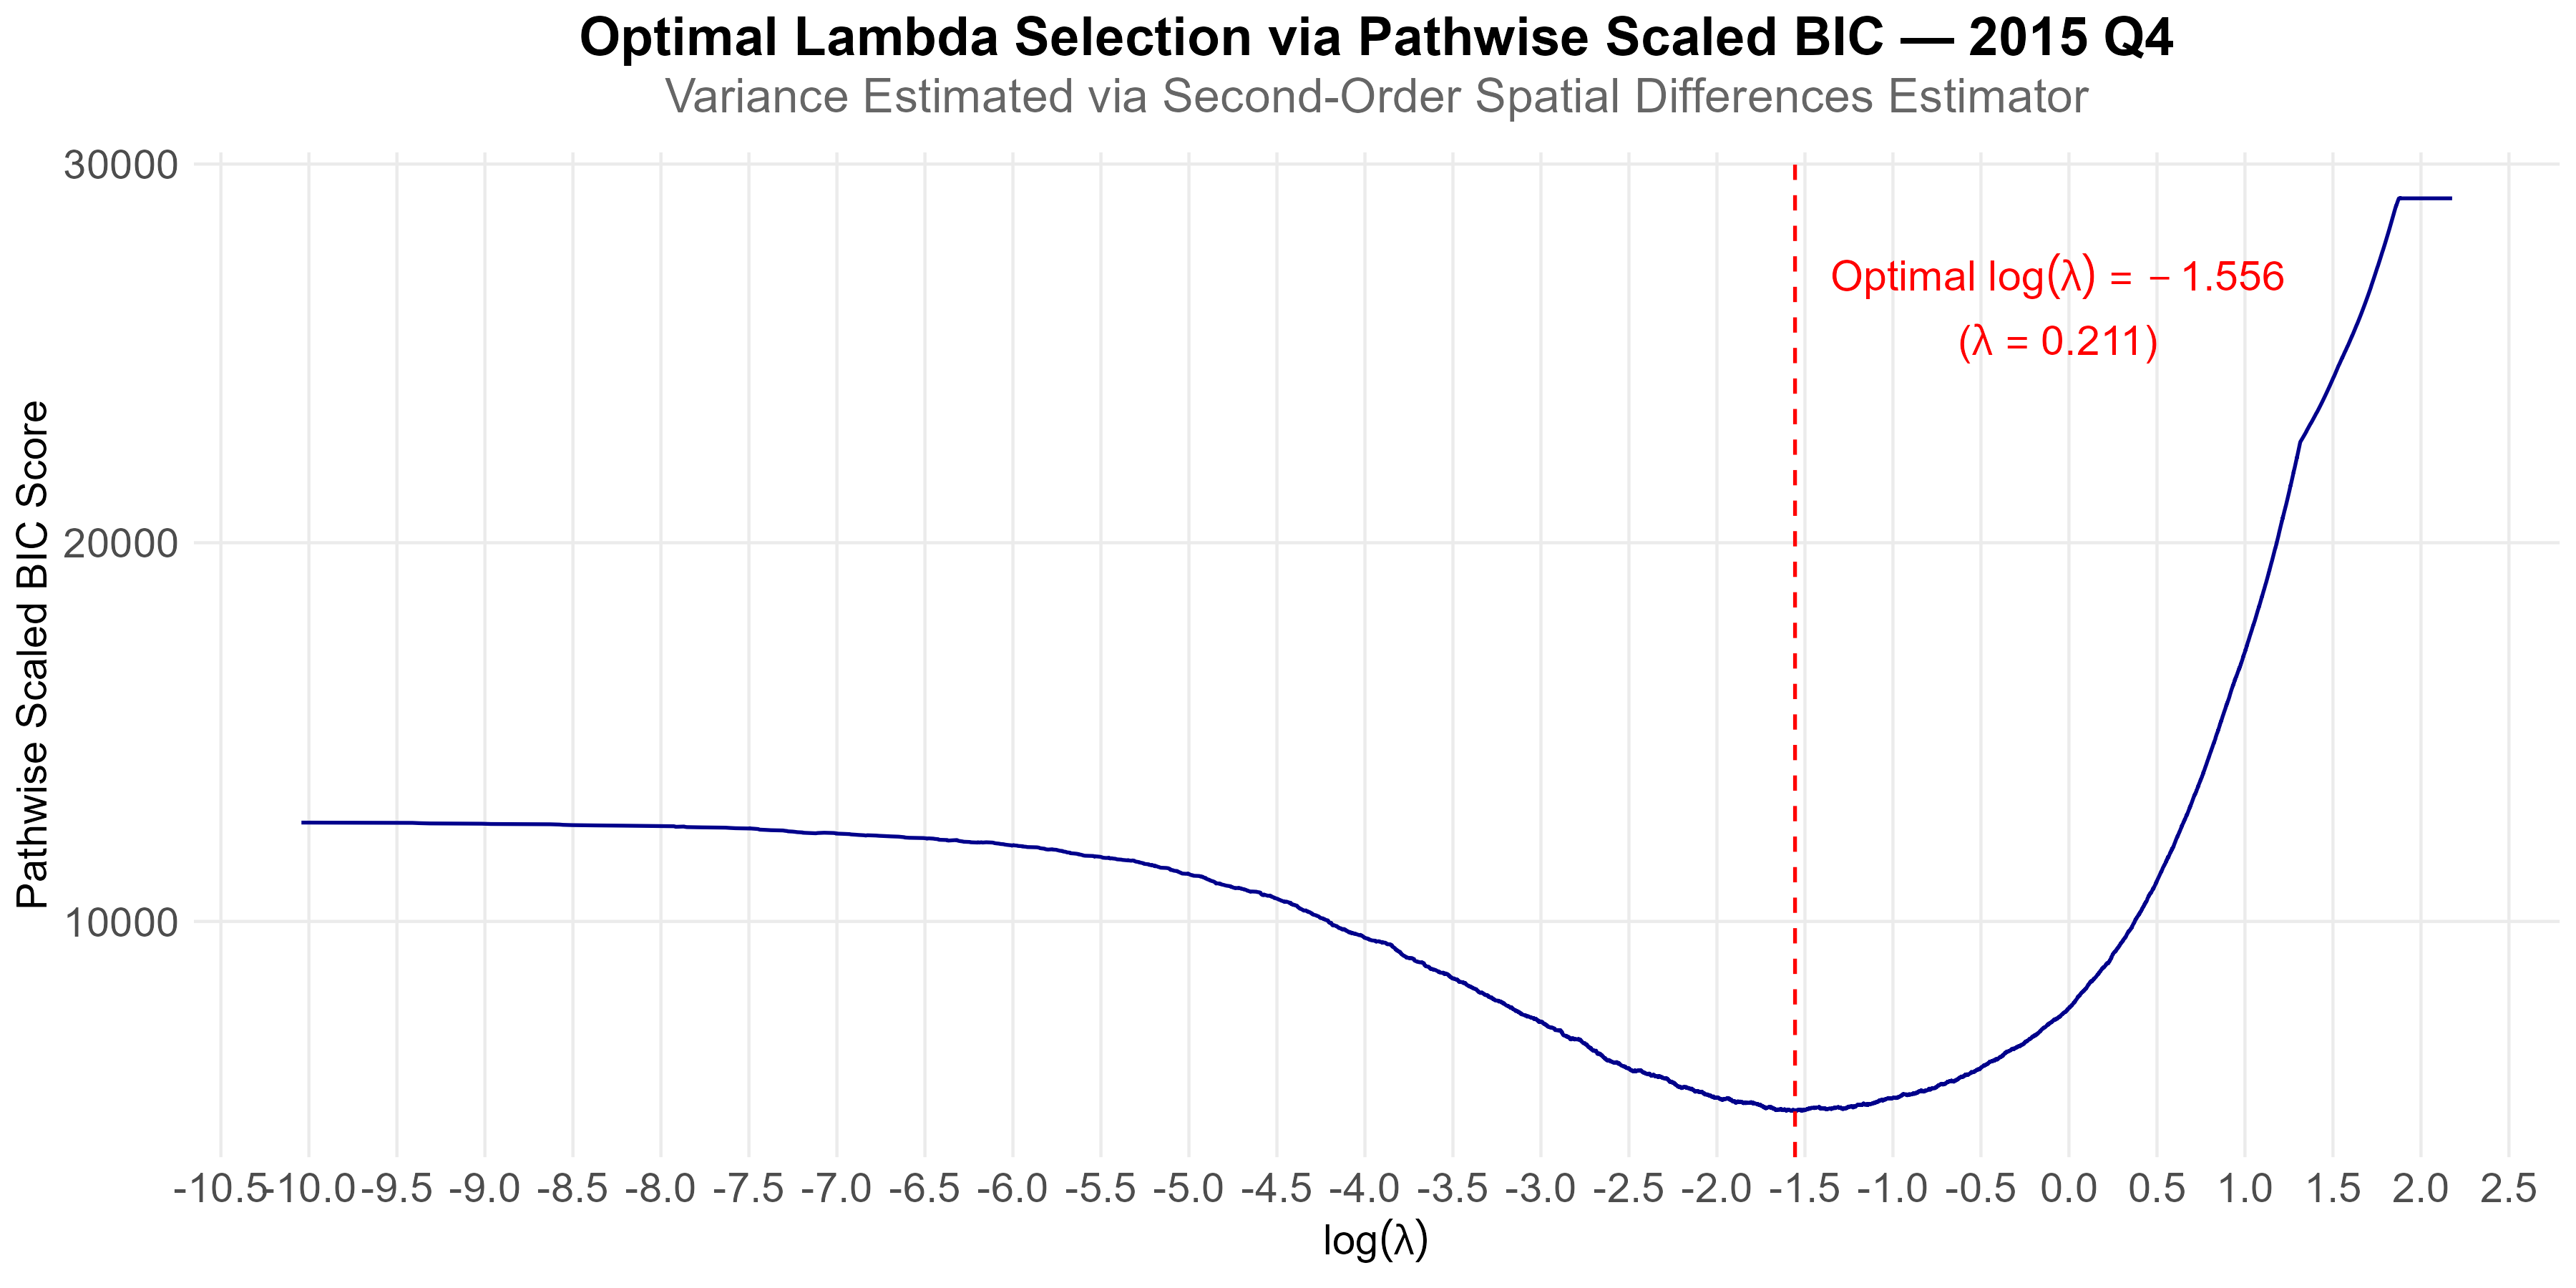 Optimal Lambda Selection via Pathwise Scaled BIC — 2015 Q4
Variance Estimated via Second-Order Spatial Differences Estimator
Pathwise Scaled BIC Score
30000
20000
10000
Optimal log(λ) = − 1.556
(λ = 0.211)
-10.5 -10.0 -9.5 -9.0 -8.5 -8.0 -7.5 -7.0 -6.5 -6.0 -5.5 -5.0 -4.5 -4.0 -3.5 -3.0 -2.5 -2.0 -1.5 -1.0 -0.5 0.0 0.5 1.0 1.5 2.0 2.5
log(λ)